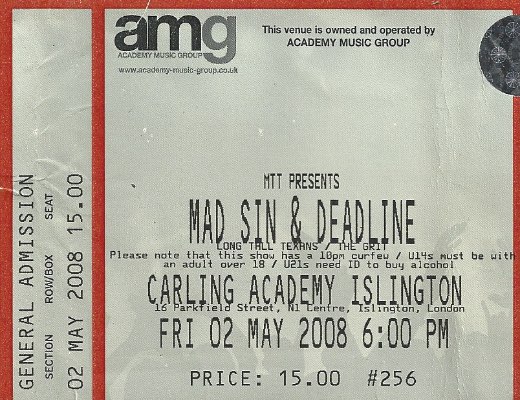 amg
ACADEMY MUSIC GROUP
www.academy-music-group.co.uk
This venue is owned and operated by
ACADEMY MUSIC GROUP
MTT PRESENTS
MAD SIN & DEADLINE
LONG TALL TEXANS / THE GRIT
Please note that this show has a 10pm curfew / U14s must be with
an adult over 18 / U21s need ID to buy alcohol
CARLING ACADEMY ISLINGTON
16 Parkfield Street, N1 Centre, Islington, London
FRI 02 MAY 2008 6:00 PM
PRICE: 15.00 #256
GENERAL ADMISSION
SECTION ROW/BOX SEAT
02 MAY 2008 15.00